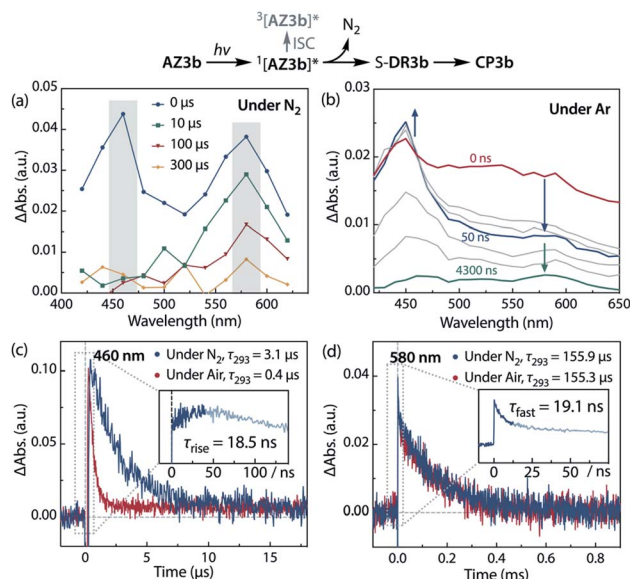 ³[AZ3b]*
N₂
ISC
AZ3b hν ¹[AZ3b]* S-DR3b CP3b
(a) Under N₂
0 µs
10 µs
100 µs
300 µs
0.05
0.04
0.03
0.02
0.01
0.00
ΔAbs. (a.u.)
450 500 550 600
Wavelength (nm)
(b) Under Ar
0 ns
50 ns
4300 ns
0.03
0.02
0.01
0.00
ΔAbs. (a.u.)
450 500 550 600 650
Wavelength (nm)
(c) 460 nm
Under N₂, τ₂₉₃ = 3.1 µs
Under Air, τ₂₉₃ = 0.4 µs
τrise = 18.5 ns
0 50 100 / ns
0.10
0.05
0.00
ΔAbs. (a.u.)
0 5 10 15
Time (µs)
(d) 580 nm
Under N₂, τ₂₉₃ = 155.9 µs
Under Air, τ₂₉₃ = 155.3 µs
τfast = 19.1 ns
0 25 50 / ns
0.04
0.02
0.00
ΔAbs. (a.u.)
0.0 0.2 0.4 0.6 0.8 1.0
Time (ms)